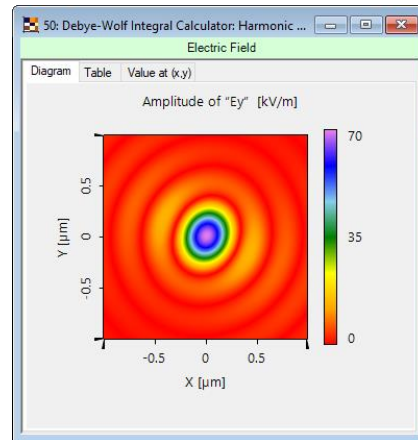 50: Debye-Wolf Integral Calculator: Harmonic ...
Electric Field
Diagram Table Value at (x,y)
Amplitude of "Ey" [kV/m]
70
35
0
Y [µm]
0.5
0
-0.5
-0.5 0 0.5
X [µm]